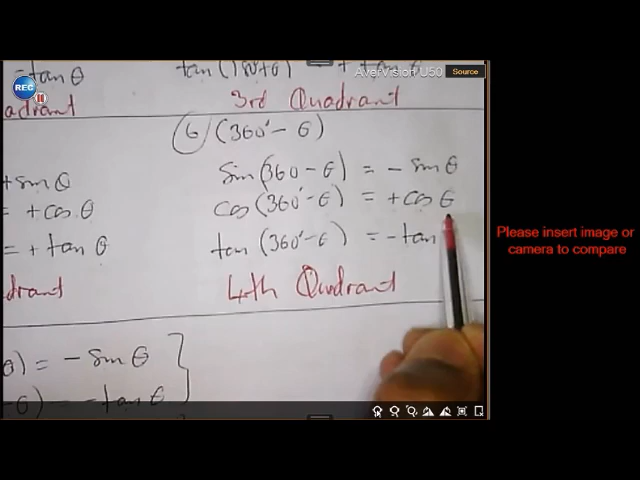 = -tan θ
tan (180+θ) = + tan θ
AverVision U50
Source
REC
3rd Quadrant
6 (360° - θ)
+sin θ
sin (360 - θ) = - sin θ
= +cos θ
cos (360° - θ) = + cos θ
= + tan θ
tan (360° - θ) = - tan
4th Quadrant
θ) = - sin θ
θ) = - tan θ
Please insert image or
camera to compare